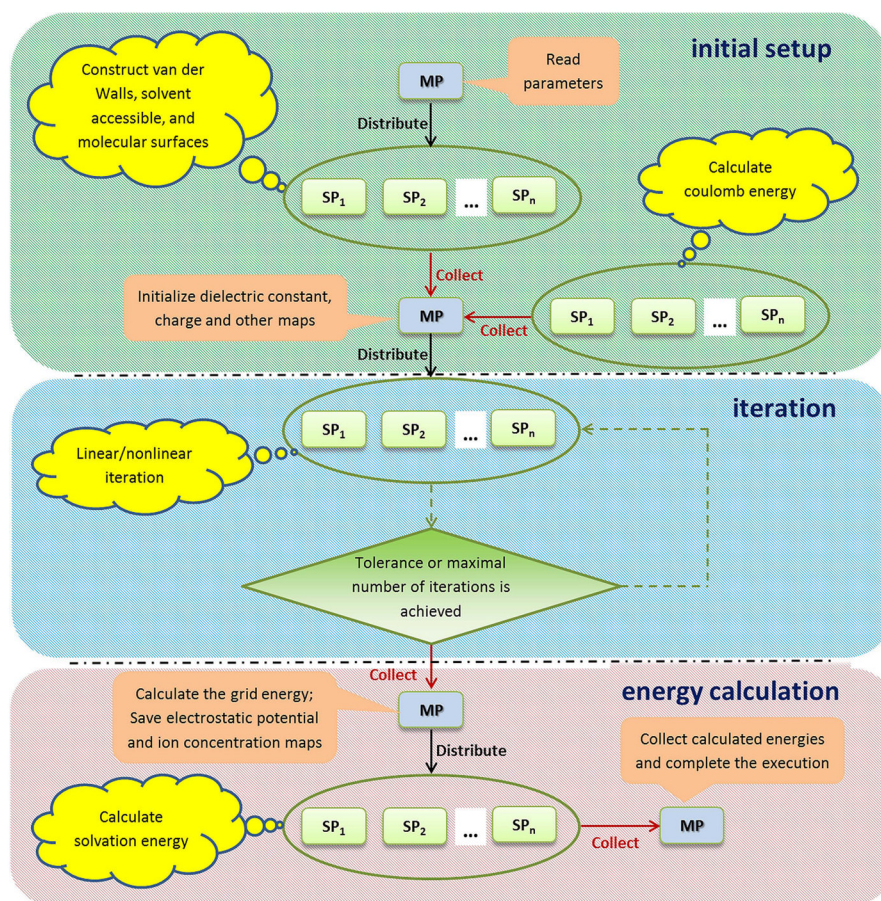 initial setup
Construct van der
Walls, solvent
accessible, and
molecular surfaces
MP
Read
parameters
Distribute
SP1 SP2 ... SPn
Calculate
coulomb energy
Collect
Initialize dielectric constant,
charge and other maps
MP
Collect
SP1 SP2 ... SPn
Distribute
iteration
SP1 SP2 ... SPn
Linear/nonlinear
iteration
Tolerance or maximal
number of iterations is
achieved
energy calculation
Collect
Calculate the grid energy;
Save electrostatic potential
and ion concentration maps
MP
Distribute
Collect calculated energies
and complete the execution
Calculate
solvation energy
SP1 SP2 ... SPn
Collect
MP